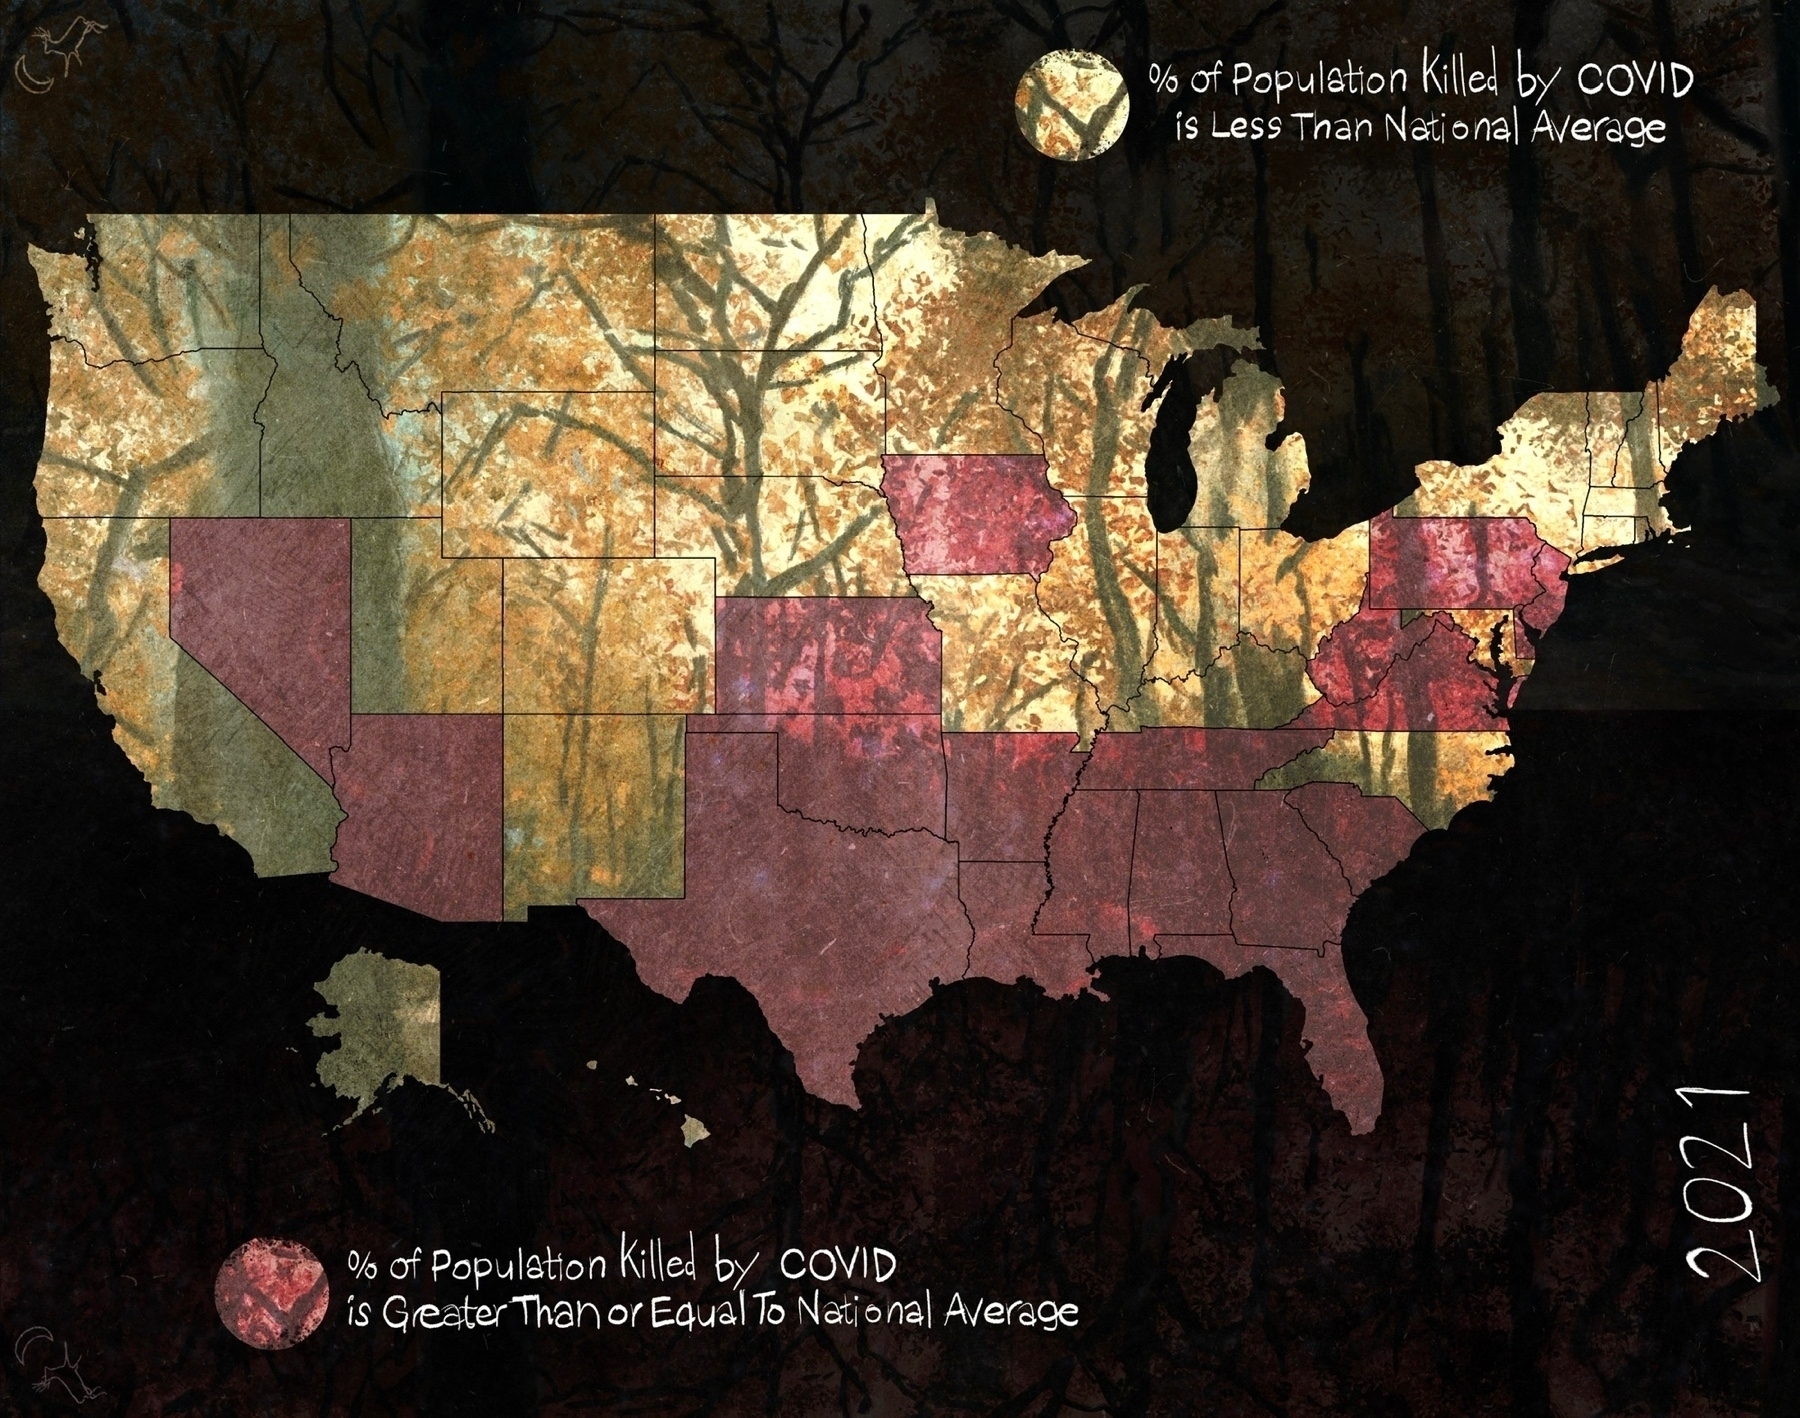 % of Population Killed by COVID
is Less Than National Average
2021
% of Population Killed by COVID
is Greater Than or Equal To National Average